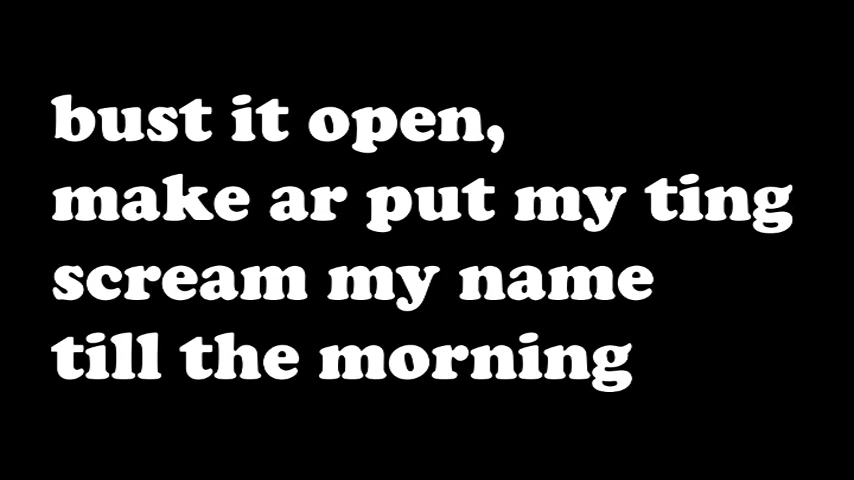 bust it open,
make ar put my ting
scream my name
till the morning